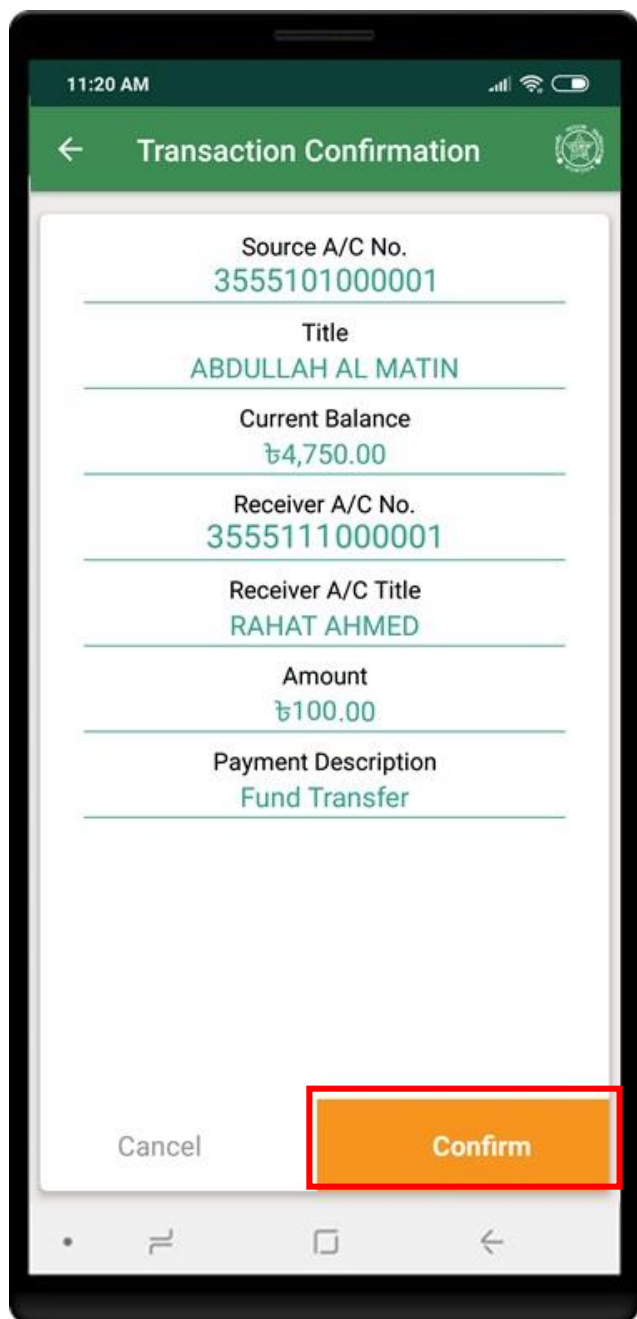 11:20 AM
Transaction Confirmation
Source A/C No.
3555101000001
Title
ABDULLAH AL MATIN
Current Balance
৳4,750.00
Receiver A/C No.
3555111000001
Receiver A/C Title
RAHAT AHMED
Amount
৳100.00
Payment Description
Fund Transfer
Cancel
Confirm